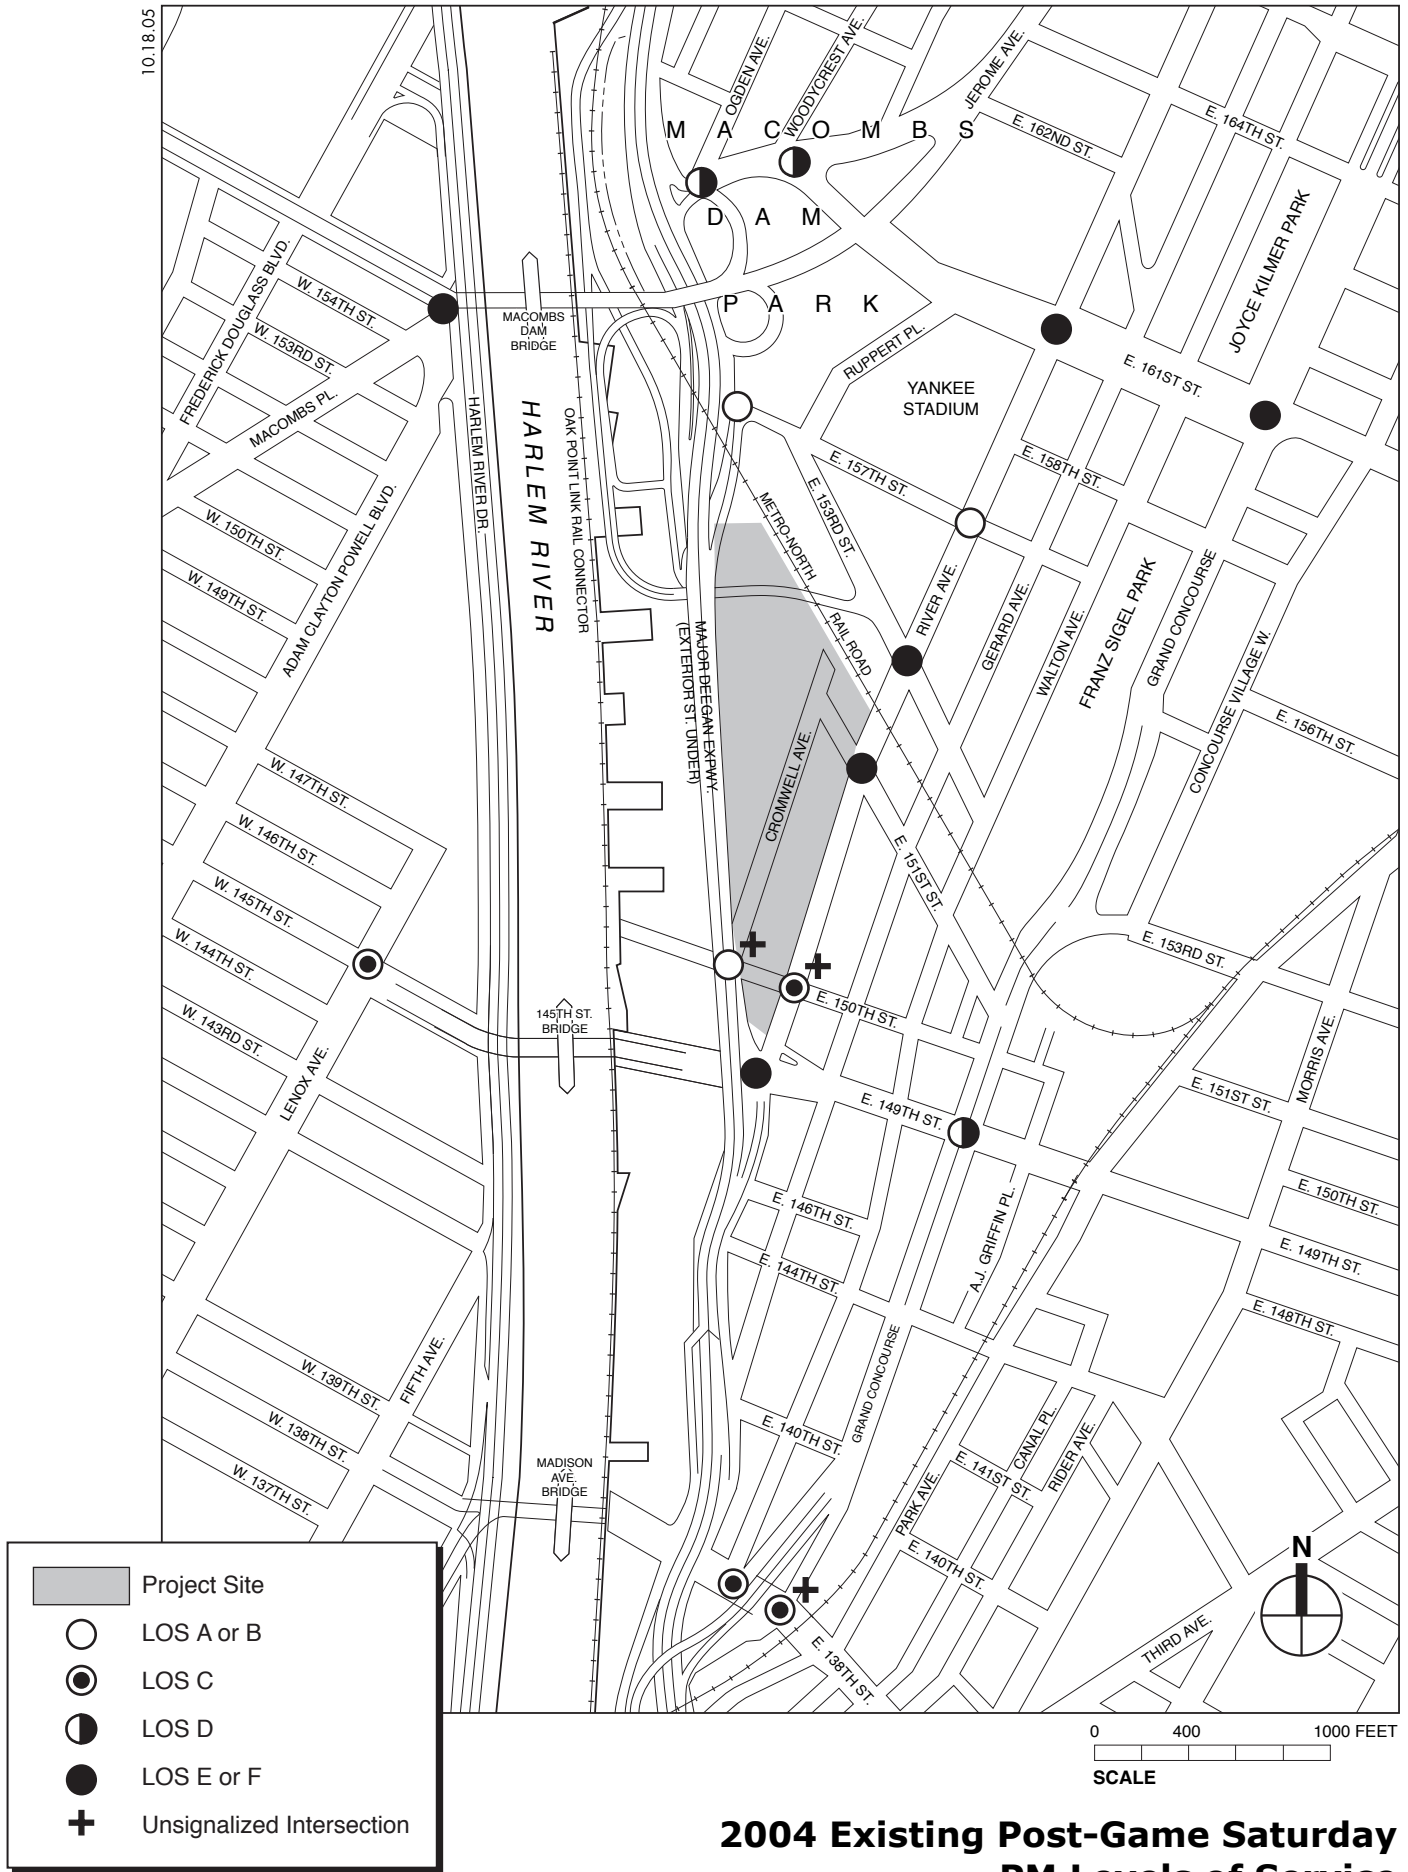 10.18.05
OGDEN AVE.
WOODYCREST AVE.
JEROME AVE.
E. 164TH ST.
E. 162ND ST.
MACOMBS
DAM
PARK
JOYCE KILMER PARK
FREDERICK DOUGLASS BLVD.
W. 154TH ST.
W. 153RD ST.
MACOMBS PL.
MACOMBS
DAM
BRIDGE
RUPPERT PL.
YANKEE
STADIUM
E. 161ST ST.
HARLEM RIVER DR.
HARLEM RIVER
OAK POINT LINK RAIL CONNECTOR
E. 157TH ST.
E. 158TH ST.
E. 153RD ST.
METRO-NORTH
RAILROAD
W. 150TH ST.
W. 149TH ST.
ADAM CLAYTON POWELL BLVD.
RIVER AVE.
GERARD AVE.
WALTON AVE.
FRANZ SIGEL PARK
GRAND CONCOURSE
CONCOURSE VILLAGE W.
E. 156TH ST.
MAJOR DEEGAN EXPWY.
(EXTERIOR ST. UNDER)
CROMWELL AVE.
W. 147TH ST.
W. 146TH ST.
W. 145TH ST.
W. 144TH ST.
W. 143RD ST.
E. 151ST ST.
E. 153RD ST.
145TH ST.
BRIDGE
E. 150TH ST.
LENOX AVE.
E. 149TH ST.
MORRIS AVE.
E. 151ST ST.
E. 150TH ST.
E. 149TH ST.
E. 148TH ST.
E. 146TH ST.
E. 144TH ST.
A.J. GRIFFIN PL.
GRAND CONCOURSE
FIFTH AVE.
W. 139TH ST.
W. 138TH ST.
W. 137TH ST.
E. 140TH ST.
CANAL PL.
RIDER AVE.
E. 141ST ST.
PARK AVE.
E. 140TH ST.
MADISON
AVE.
BRIDGE
E. 138TH ST.
THIRD AVE.
N
Project Site
LOS A or B
LOS C
LOS D
LOS E or F
Unsignalized Intersection
0 400 1000 FEET
SCALE
2004 Existing Post-Game Saturday
PM Levels of Service